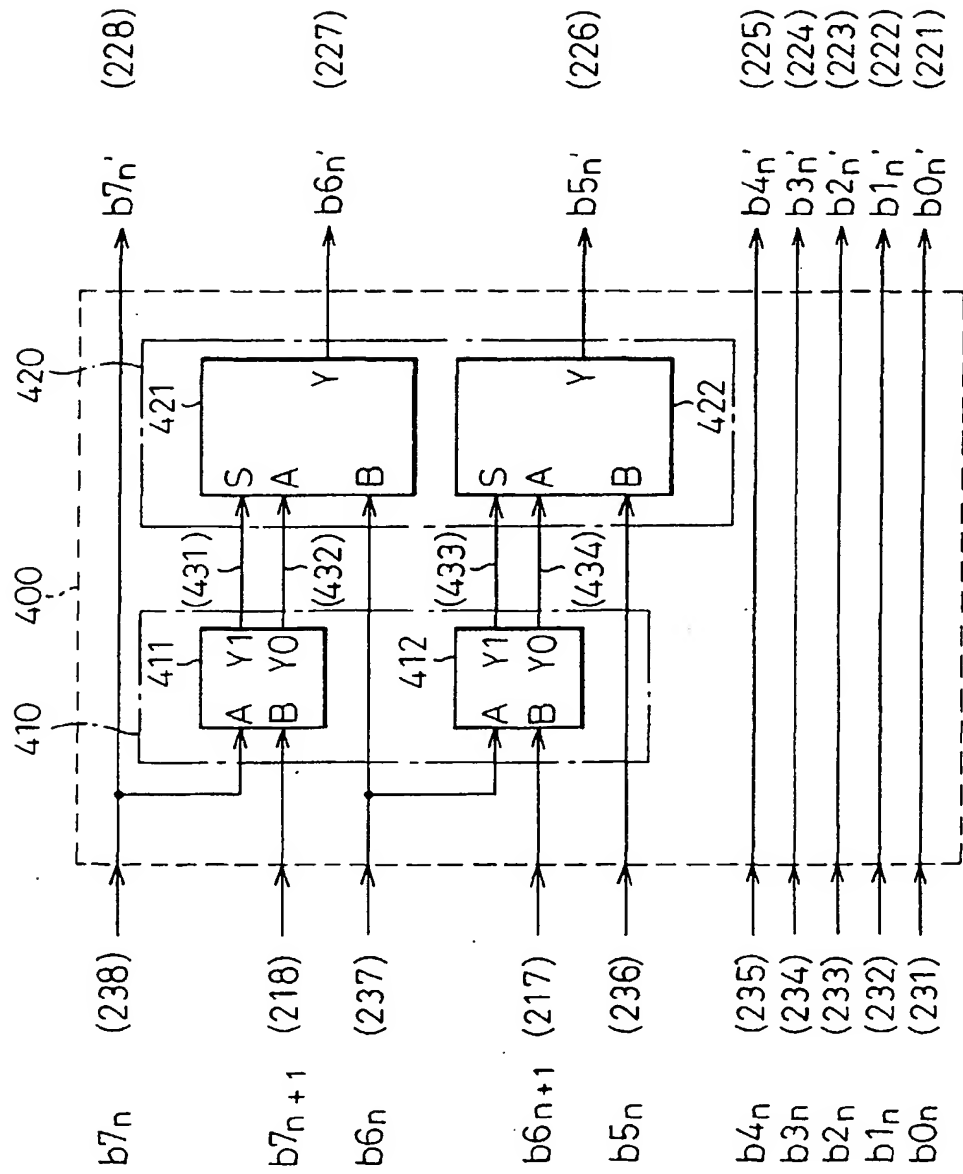 b7n (238) b7n' (228)
b7n+1 (218)
b6n (237) b6n' (227)
b6n+1 (217)
b5n (236) b5n' (226)
b4n (235) b4n' (225)
b3n (234) b3n' (224)
b2n (233) b2n' (223)
b1n (232) b1n' (222)
b0n (231) b0n' (221)
400
410
420
411
A Y1
B Y0
(431)
(432)
421
S
A Y
B
412
A Y1
B Y0
(433)
(434)
422
S
A Y
B